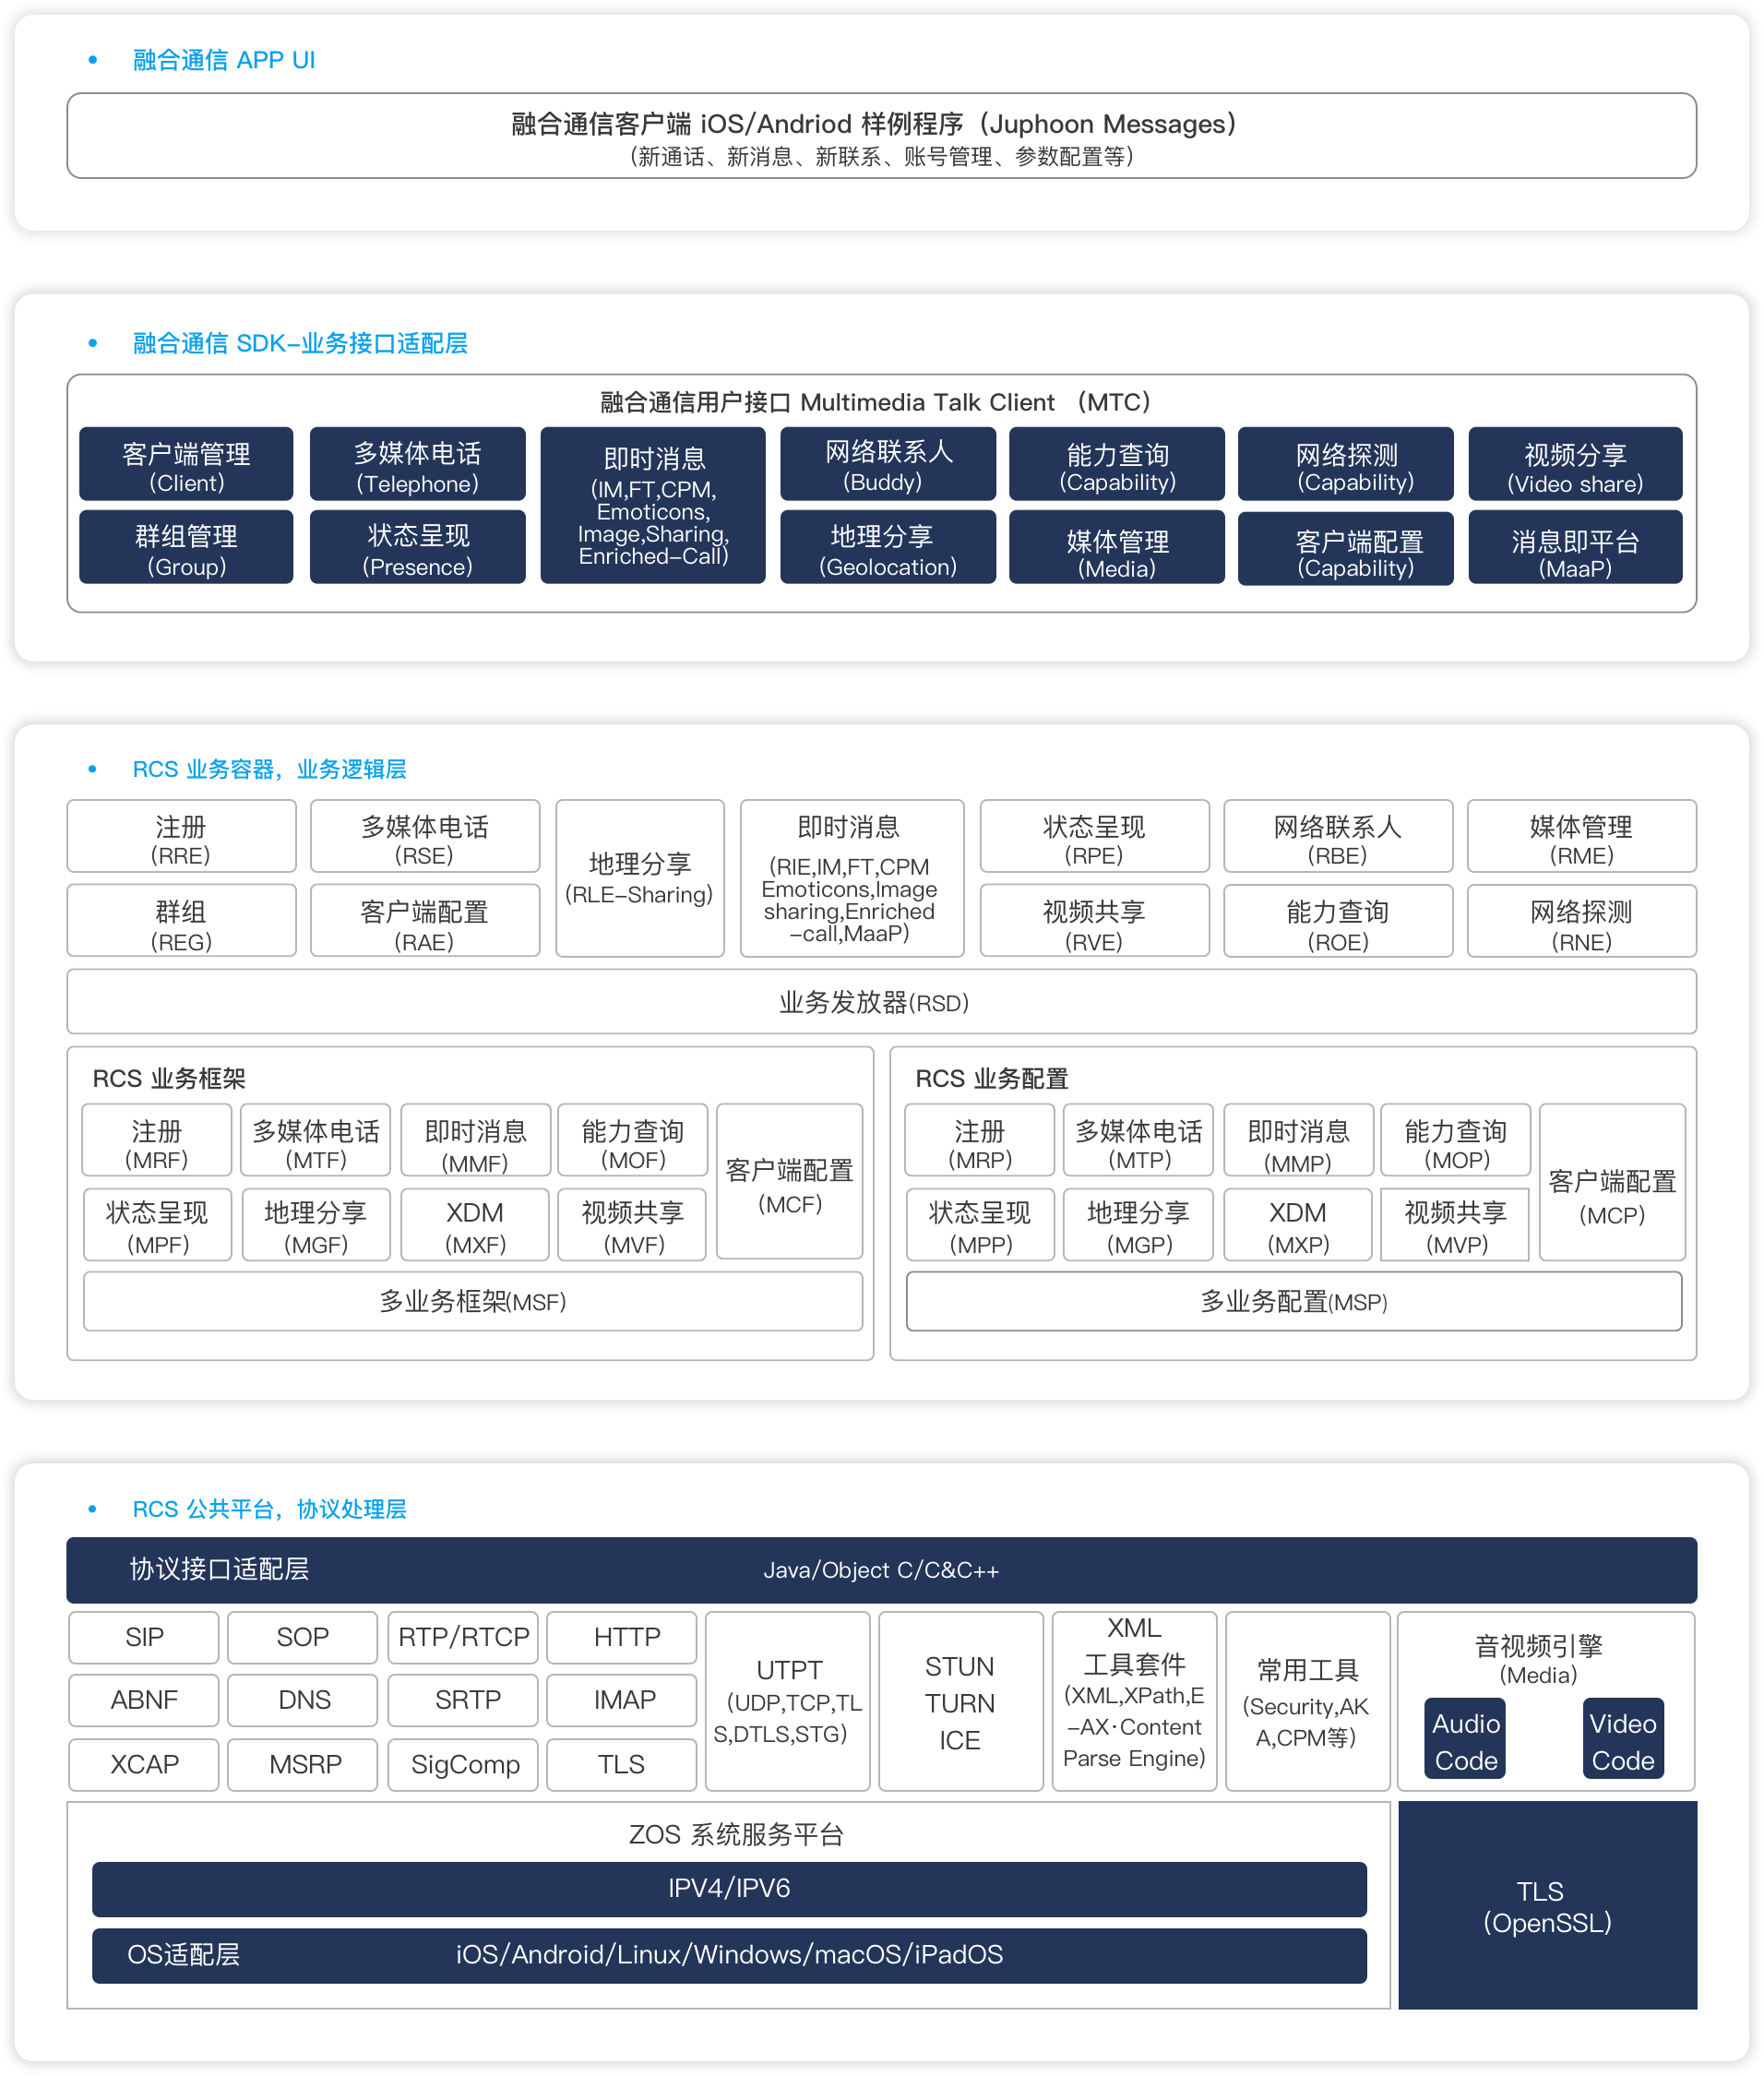 融合通信 APP UI
融合通信客户端 iOS/Andriod 样例程序（Juphoon Messages）
（新通话、新消息、新联系、账号管理、参数配置等）
融合通信 SDK-业务接口适配层
融合通信用户接口 Multimedia Talk Client （MTC）
客户端管理
(Client)
多媒体电话
(Telephone)
即时消息
(IM,FT,CPM,
Emoticons,
Image,Sharing,
Enriched-Call)
网络联系人
(Buddy)
能力查询
(Capability)
网络探测
(Capability)
视频分享
(Video share)
群组管理
(Group)
状态呈现
(Presence)
地理分享
(Geolocation)
媒体管理
(Media)
客户端配置
(Capability)
消息即平台
(MaaP)
RCS 业务容器，业务逻辑层
注册
(RRE)
多媒体电话
(RSE)
地理分享
(RLE-Sharing)
即时消息
(RIE,IM,FT,CPM
Emoticons,Image
sharing,Enriched
-call,MaaP)
状态呈现
(RPE)
网络联系人
(RBE)
媒体管理
(RME)
群组
(REG)
客户端配置
(RAE)
视频共享
(RVE)
能力查询
(ROE)
网络探测
(RNE)
业务发放器(RSD)
RCS 业务框架
注册
(MRF)
多媒体电话
(MTF)
即时消息
(MMF)
能力查询
(MOF)
客户端配置
(MCF)
状态呈现
(MPF)
地理分享
(MGF)
XDM
(MXF)
视频共享
(MVF)
多业务框架(MSF)
RCS 业务配置
注册
(MRP)
多媒体电话
(MTP)
即时消息
(MMP)
能力查询
(MOP)
客户端配置
(MCP)
状态呈现
(MPP)
地理分享
(MGP)
XDM
(MXP)
视频共享
(MVP)
多业务配置(MSP)
RCS 公共平台，协议处理层
协议接口适配层 Java/Object C/C&C++
SIP
SOP
RTP/RTCP
HTTP
ABNF
DNS
SRTP
IMAP
XCAP
MSRP
SigComp
TLS
UTPT
（UDP,TCP,TL
S,DTLS,STG）
STUN
TURN
ICE
XML
工具套件
(XML,XPath,E
-AX·Content
Parse Engine)
常用工具
(Security,AK
A,CPM等)
音视频引擎
(Media)
Audio
Code
Video
Code
ZOS 系统服务平台
IPV4/IPV6
OS适配层 iOS/Android/Linux/Windows/macOS/iPadOS
TLS
（OpenSSL）